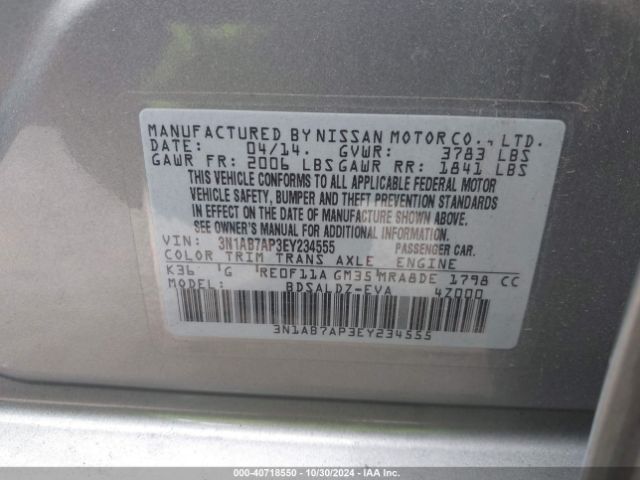 MANUFACTURED BY NISSAN MOTOR CO., LTD.
DATE: 04/14. GVWR: 3783 LBS
GAWR FR: 2006 LBS GAWR RR: 1841 LBS
THIS VEHICLE CONFORMS TO ALL APPLICABLE FEDERAL MOTOR
VEHICLE SAFETY, BUMPER AND THEFT PREVENTION STANDARDS
IN EFFECT ON THE DATE OF MANUFACTURE SHOWN ABOVE.
SEE OWNERS MANUAL FOR ADDITIONAL INFORMATION.
VIN: 3N1AB7AP3EY234555 PASSENGER CAR.
COLOR TRIM TRANS AXLE ENGINE
K36 G RE0F11A GM35 MRA8DE 1798 CC
MODEL: BDSALDZ-EVA 4Z000
3N1AB7AP3EY234555
000-40718550 | 10/30/2024 | © IAA Inc.